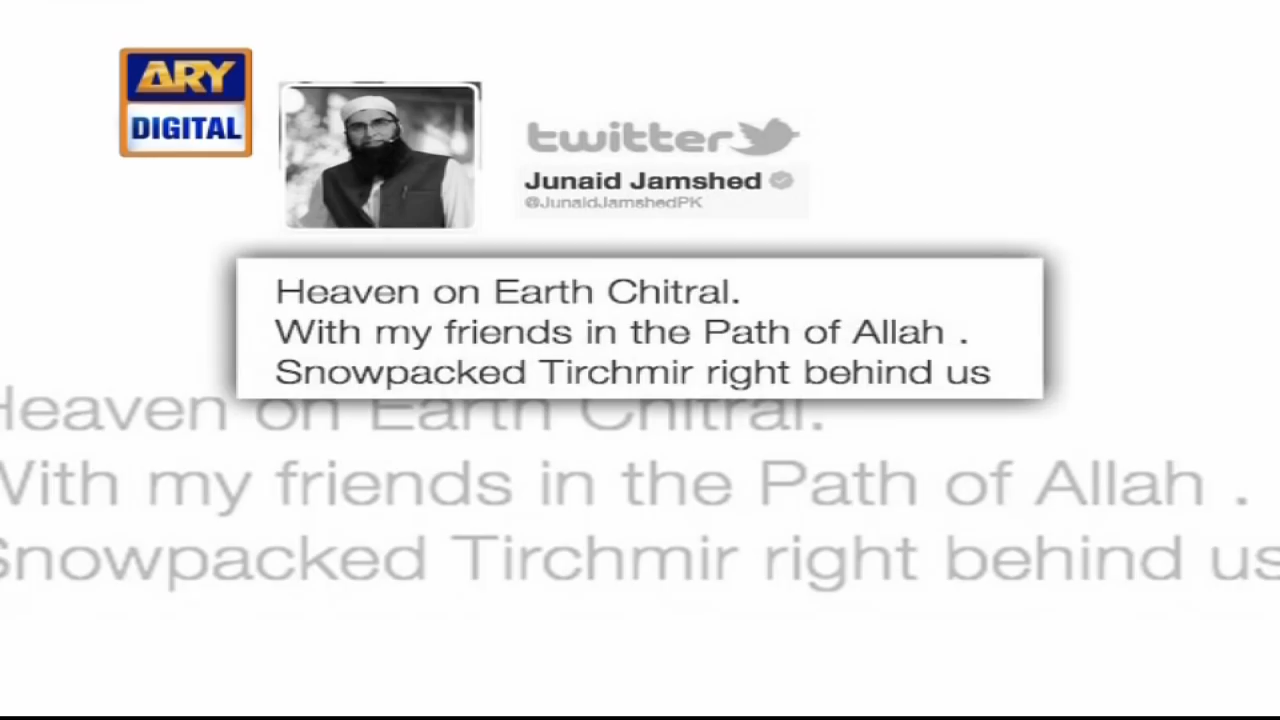 ARY
DIGITAL
twitter
Junaid Jamshed
@JunaidJamshedPK
Heaven on Earth Chitral.
With my friends in the Path of Allah .
Snowpacked Tirchmir right behind us
Heaven on Earth Chitral.
With my friends in the Path of Allah .
Snowpacked Tirchmir right behind us